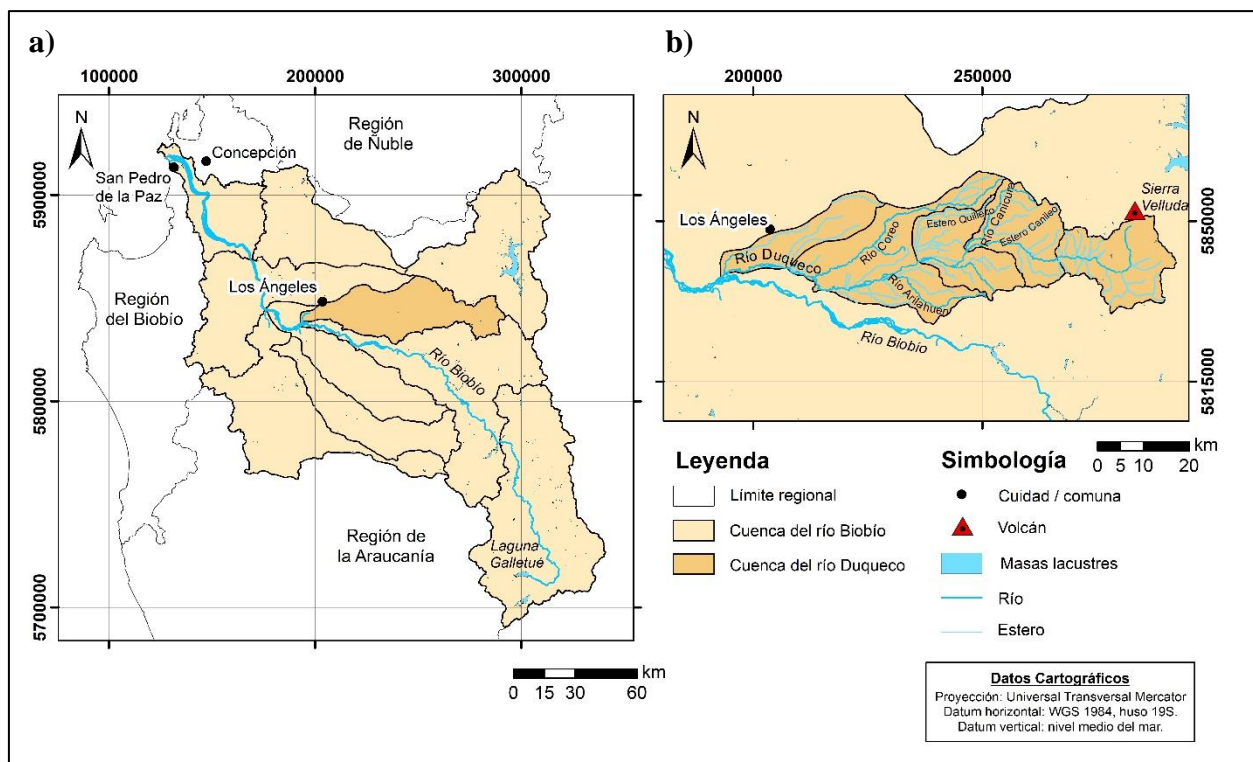 a)
100000
200000
300000
N
Región
de Ñuble
Concepción
San Pedro
de la Paz
5900000
Los Ángeles
Región
del Biobío
Río Biobío
5800000
Región de
la Araucanía
Laguna
Galletué
5700000
km
0 15 30 60
b)
200000
250000
N
Sierra
Velluda
Los Ángeles
5850000
Estero Quilleco
Río Canicura
Estero Canileo
Río Coreo
Río Duqueco
Río Arilahuen
Río Biobío
5815000
km
0 5 10 20
Leyenda
Límite regional
Cuenca del río Biobío
Cuenca del río Duqueco
Simbología
Cuidad / comuna
Volcán
Masas lacustres
Río
Estero
Datos Cartográficos
Proyección: Universal Transversal Mercator
Datum horizontal: WGS 1984, huso 19S.
Datum vertical: nivel medio del mar.